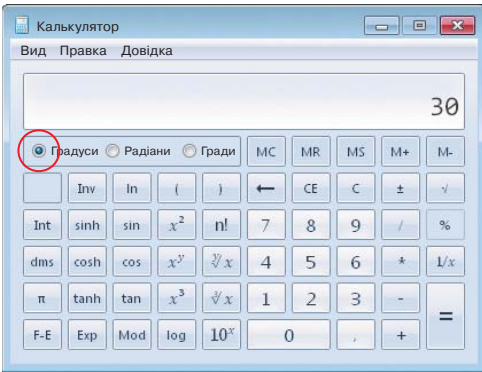 Калькулятор
Вид Правка Довідка
30
Градуси Радіани Гради MC MR MS M+ M-
Inv ln ( ) ← CE C ± √
Int sinh sin x² n! 7 8 9 / %
dms cosh cos xʸ ʸ√x 4 5 6 * 1/x
π tanh tan x³ ³√x 1 2 3 - =
F-E Exp Mod log 10ˣ 0 , +